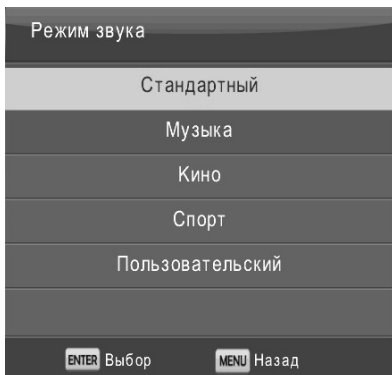 Режим звука
Стандартный
Музыка
Кино
Спорт
Пользовательский
ENTER Выбор MENU Назад